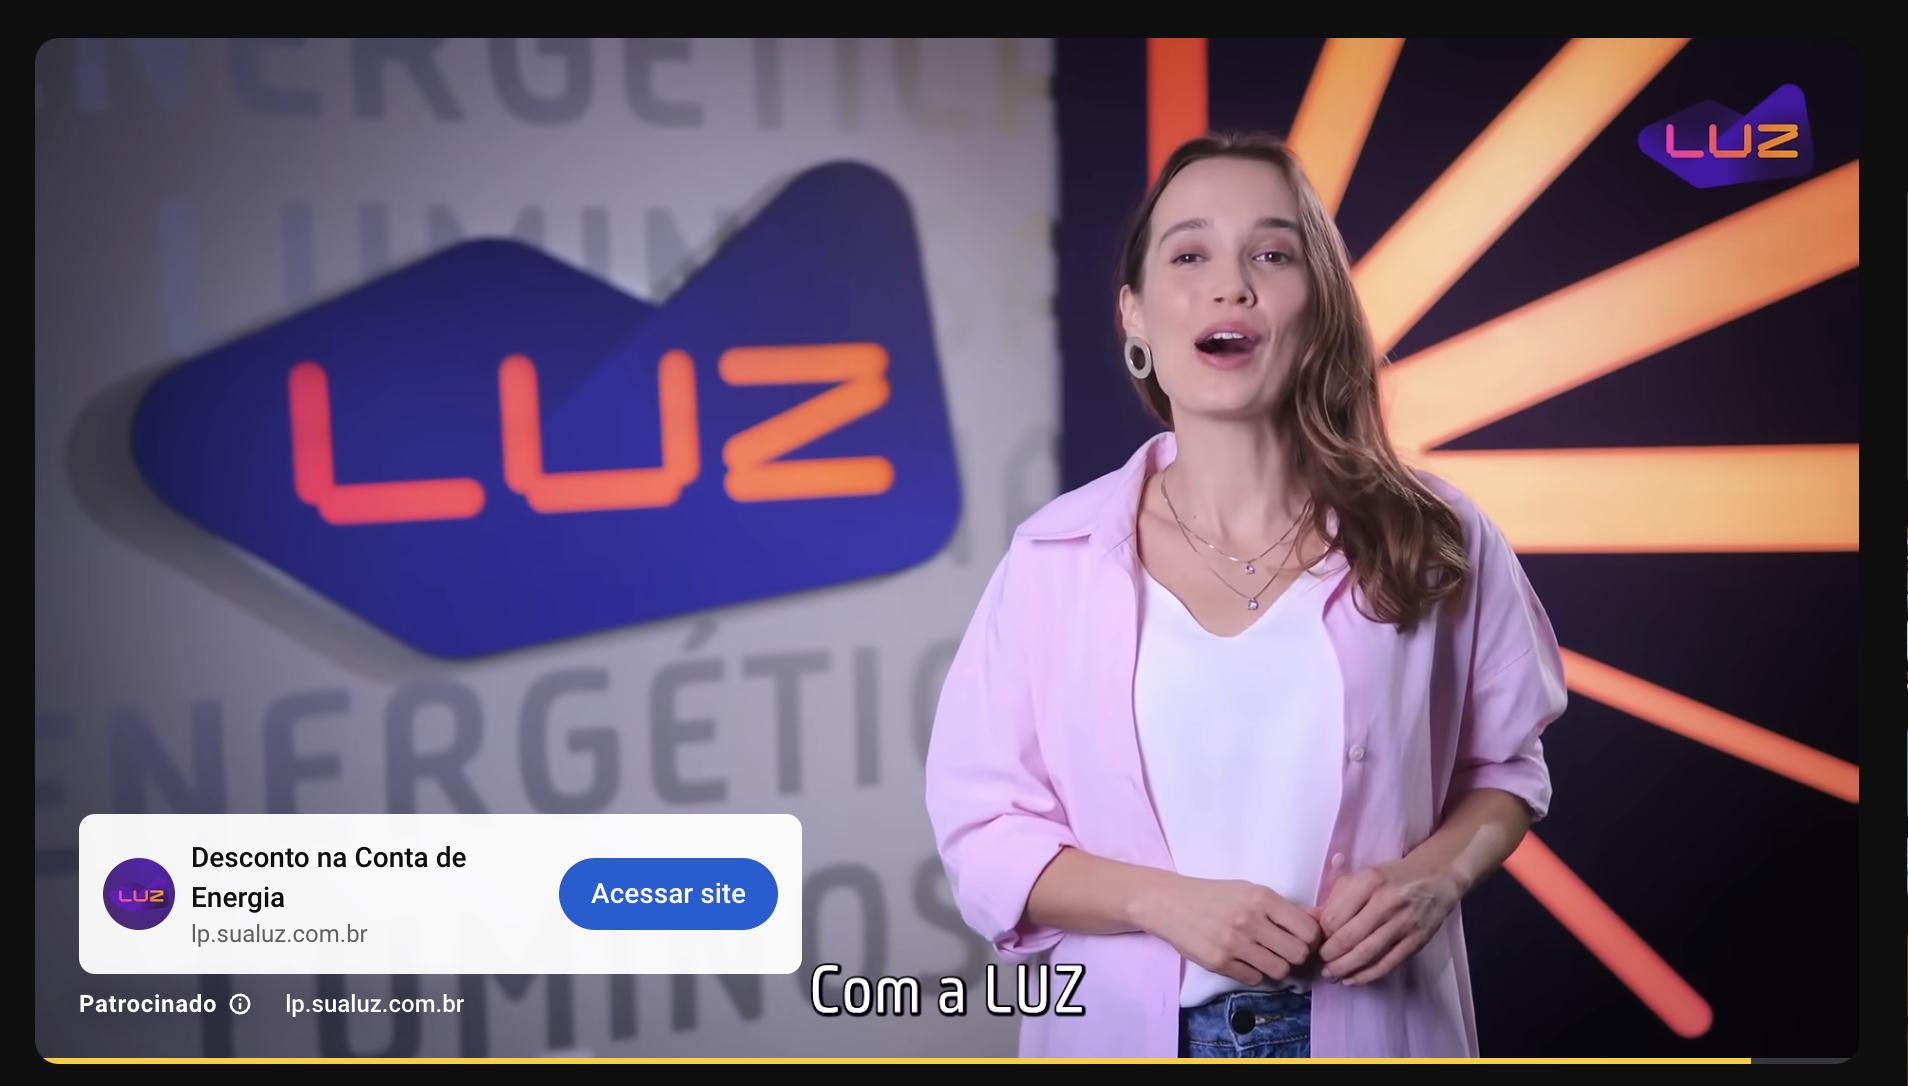 ENERGÉTICA
LUMIN
LUZ
LUZ
ENERGÉTIC
LUMINOS
Desconto na Conta de
Energia
lp.sualuz.com.br
LUZ
Acessar site
Com a LUZ
Patrocinado
lp.sualuz.com.br